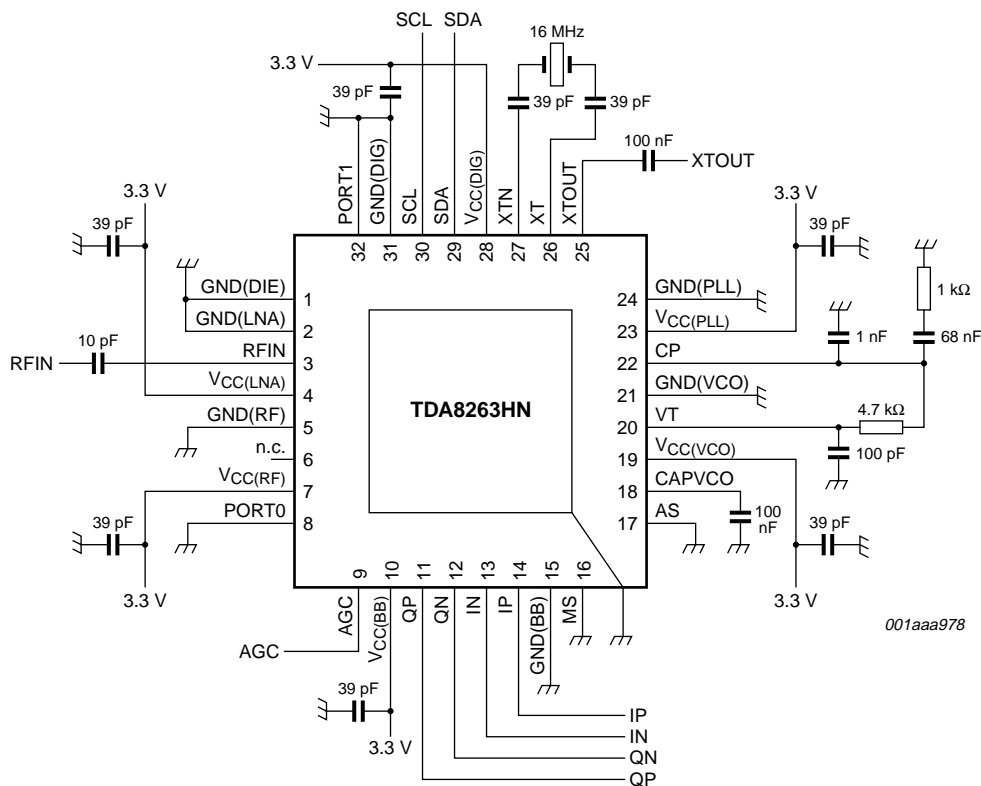 SCL SDA
16 MHz
3.3 V
39 pF
39 pF
39 pF
100 nF
XTOUT
PORT1
GND(DIG)
SCL
SDA
VCC(DIG)
XTN
XT
XTOUT
32 31 30 29 28 27 26 25
3.3 V
39 pF
GND(DIE) 1
GND(LNA) 2
RFIN 10 pF RFIN 3
VCC(LNA) 4
GND(RF) 5
n.c. 6
VCC(RF) 7
PORT0 8
39 pF
3.3 V
TDA8263HN
3.3 V
39 pF
24 GND(PLL)
23 VCC(PLL)
22 CP
21 GND(VCO)
20 VT
19 VCC(VCO)
18 CAPVCO
17 AS
1 kΩ
1 nF
68 nF
4.7 kΩ
100 pF
100
nF
39 pF
3.3 V
9 10 11 12 13 14 15 16
AGC
VCC(BB)
QP
QN
IN
IP
GND(BB)
MS
AGC
39 pF
3.3 V
IP
IN
QN
QP
001aaa978